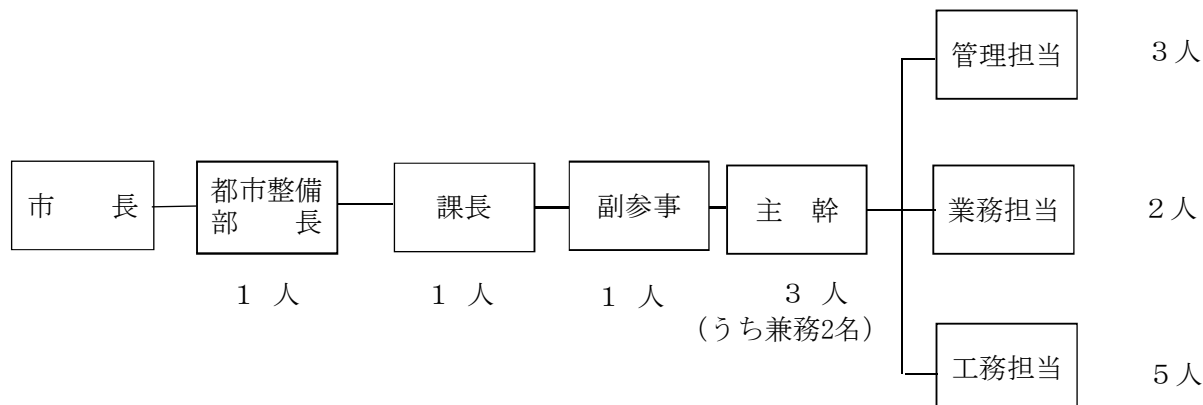 管理担当
３人
市　　長
都市整備
部　　長
課長
副参事
主　幹
業務担当
２人
１ 人
１ 人
１ 人
３ 人
（うち兼務2名）
工務担当
５人